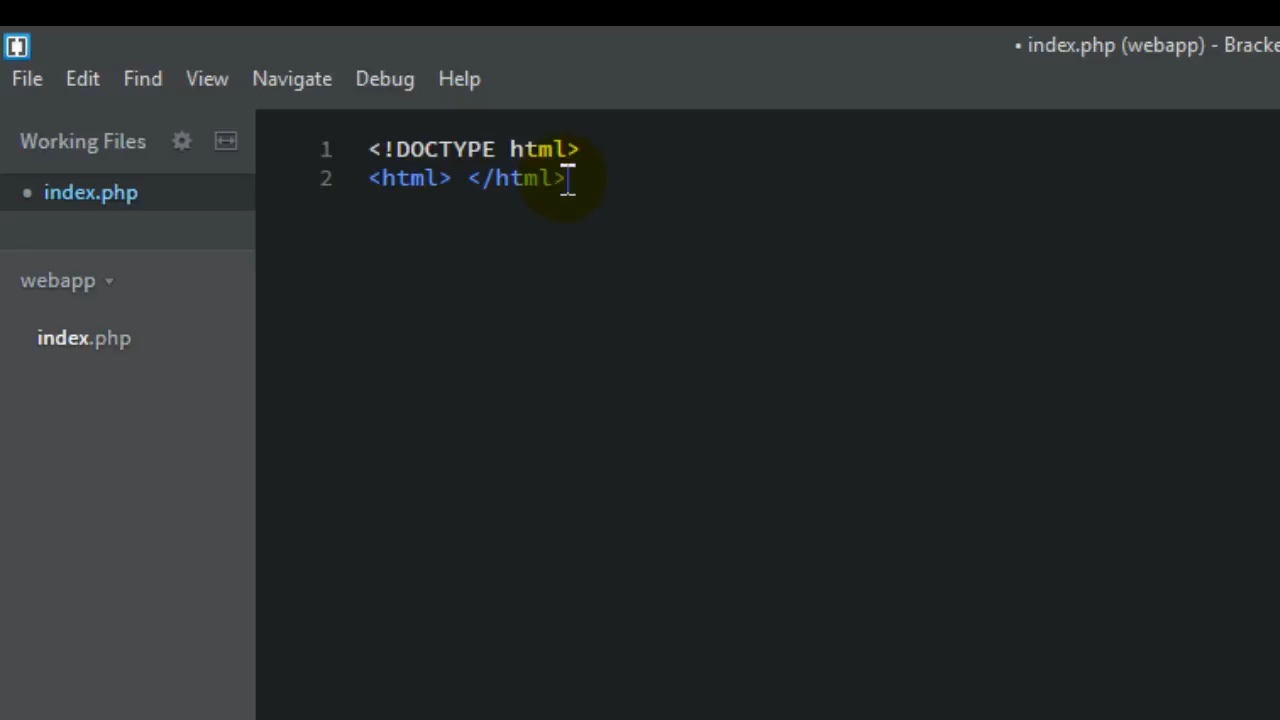 • index.php (webapp) - Bracke
File Edit Find View Navigate Debug Help
Working Files
• index.php
webapp
index.php
1 <!DOCTYPE html>
2 <html> </html>